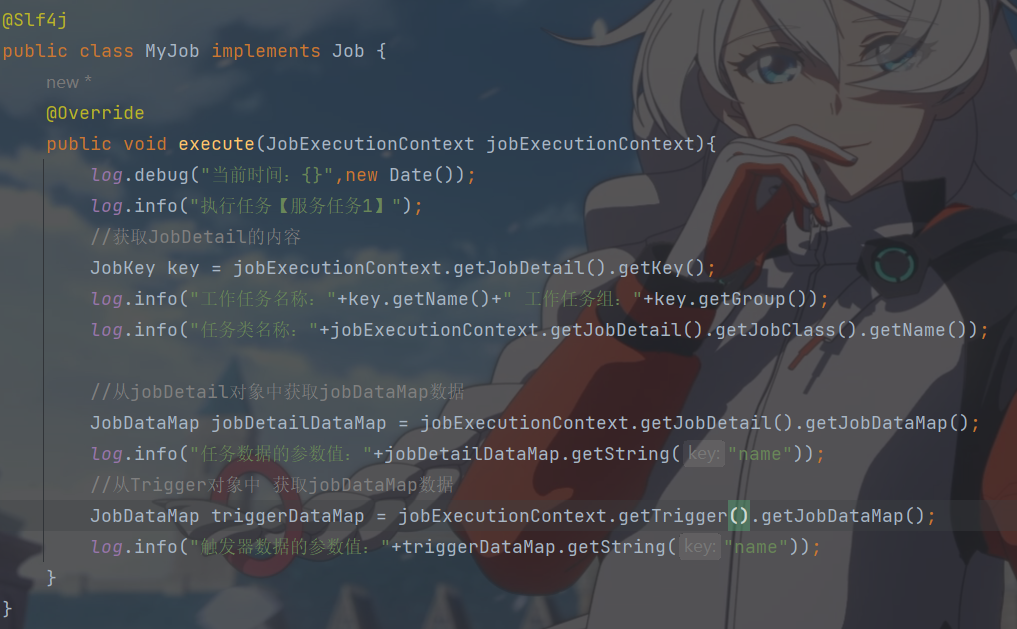 @Slf4j
public class MyJob implements Job {
new *
@Override
public void execute(JobExecutionContext jobExecutionContext){
log.debug("当前时间: {}",new Date());
log.info("执行任务【服务任务1】");
//获取JobDetail的内容
JobKey key = jobExecutionContext.getJobDetail().getKey();
log.info("工作任务名称: "+key.getName()+" 工作任务组: "+key.getGroup());
log.info("任务类名称: "+jobExecutionContext.getJobDetail().getJobClass().getName());
//从jobDetail对象中获取jobDataMap数据
JobDataMap jobDetailDataMap = jobExecutionContext.getJobDetail().getJobDataMap();
log.info("任务数据的参数值: "+jobDetailDataMap.getString( key: "name"));
//从Trigger对象中 获取jobDataMap数据
JobDataMap triggerDataMap = jobExecutionContext.getTrigger().getJobDataMap();
log.info("触发器数据的参数值: "+triggerDataMap.getString( key: "name"));
}
}